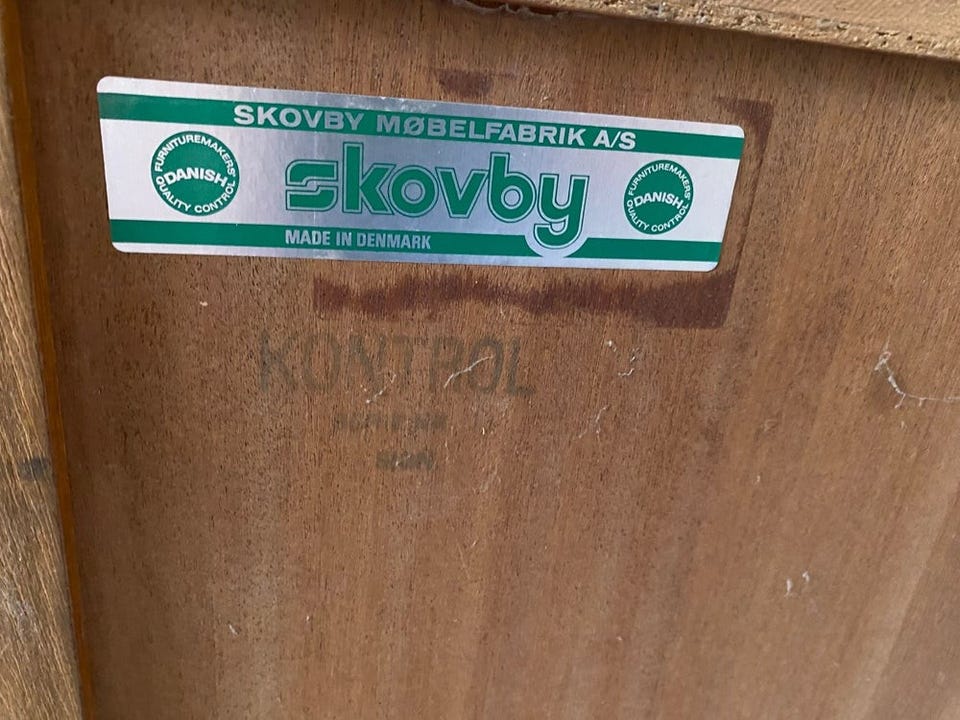 SKOVBY MØBELFABRIK A/S
FURNITUREMAKERS'
DANISH
QUALITY CONTROL
skovby
FURNITUREMAKERS'
DANISH
QUALITY CONTROL
MADE IN DENMARK
KONTROL